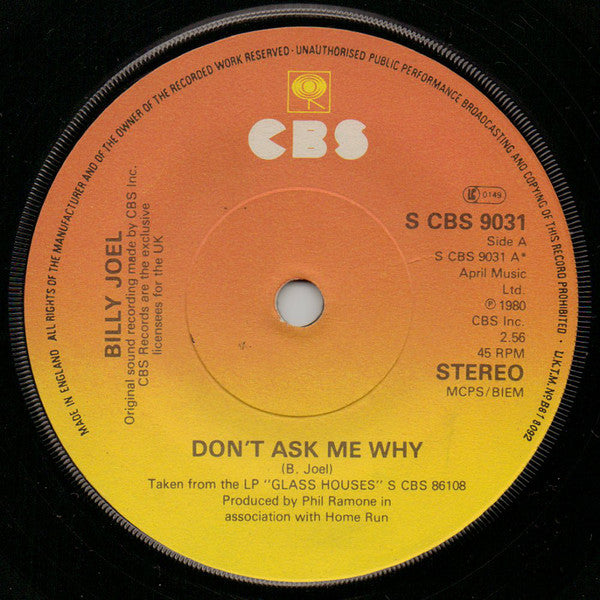 ALL RIGHTS OF THE MANUFACTURER AND OF THE OWNER OF THE RECORDED WORK RESERVED · UNAUTHORISED PUBLIC PERFORMANCE BROADCASTING AND COPYING OF THIS RECORD PROHIBITED · U.K.T.M. No B81 8092
MADE IN ENGLAND
CBS
LC 0149
BILLY JOEL
Original sound recording made by CBS Inc.
CBS Records are the exclusive
licensees for the UK
S CBS 9031
Side A
S CBS 9031 A*
April Music
Ltd.
℗ 1980
CBS Inc.
2.56
45 RPM
STEREO
MCPS/BIEM
DON'T ASK ME WHY
(B. Joel)
Taken from the LP "GLASS HOUSES" S CBS 86108
Produced by Phil Ramone in
association with Home Run